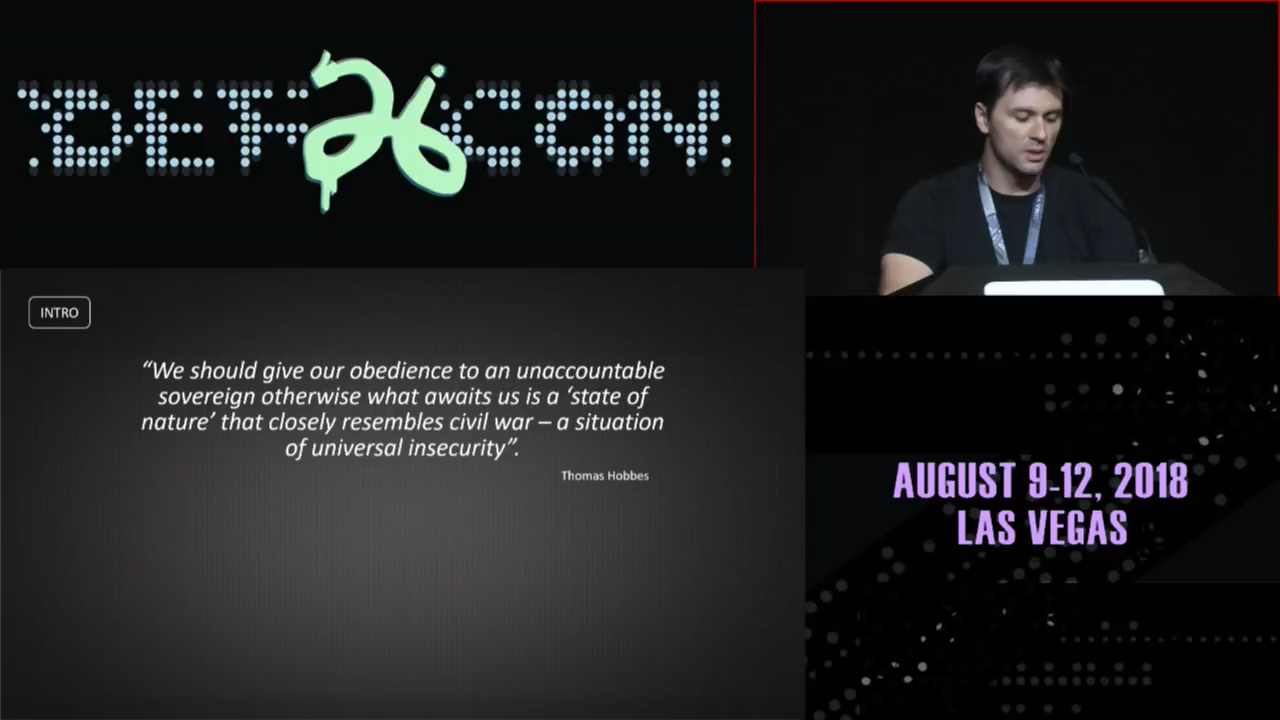 DEF 26 CON
INTRO
“We should give our obedience to an unaccountable
sovereign otherwise what awaits us is a ‘state of
nature’ that closely resembles civil war – a situation
of universal insecurity”.
Thomas Hobbes
AUGUST 9-12, 2018
LAS VEGAS